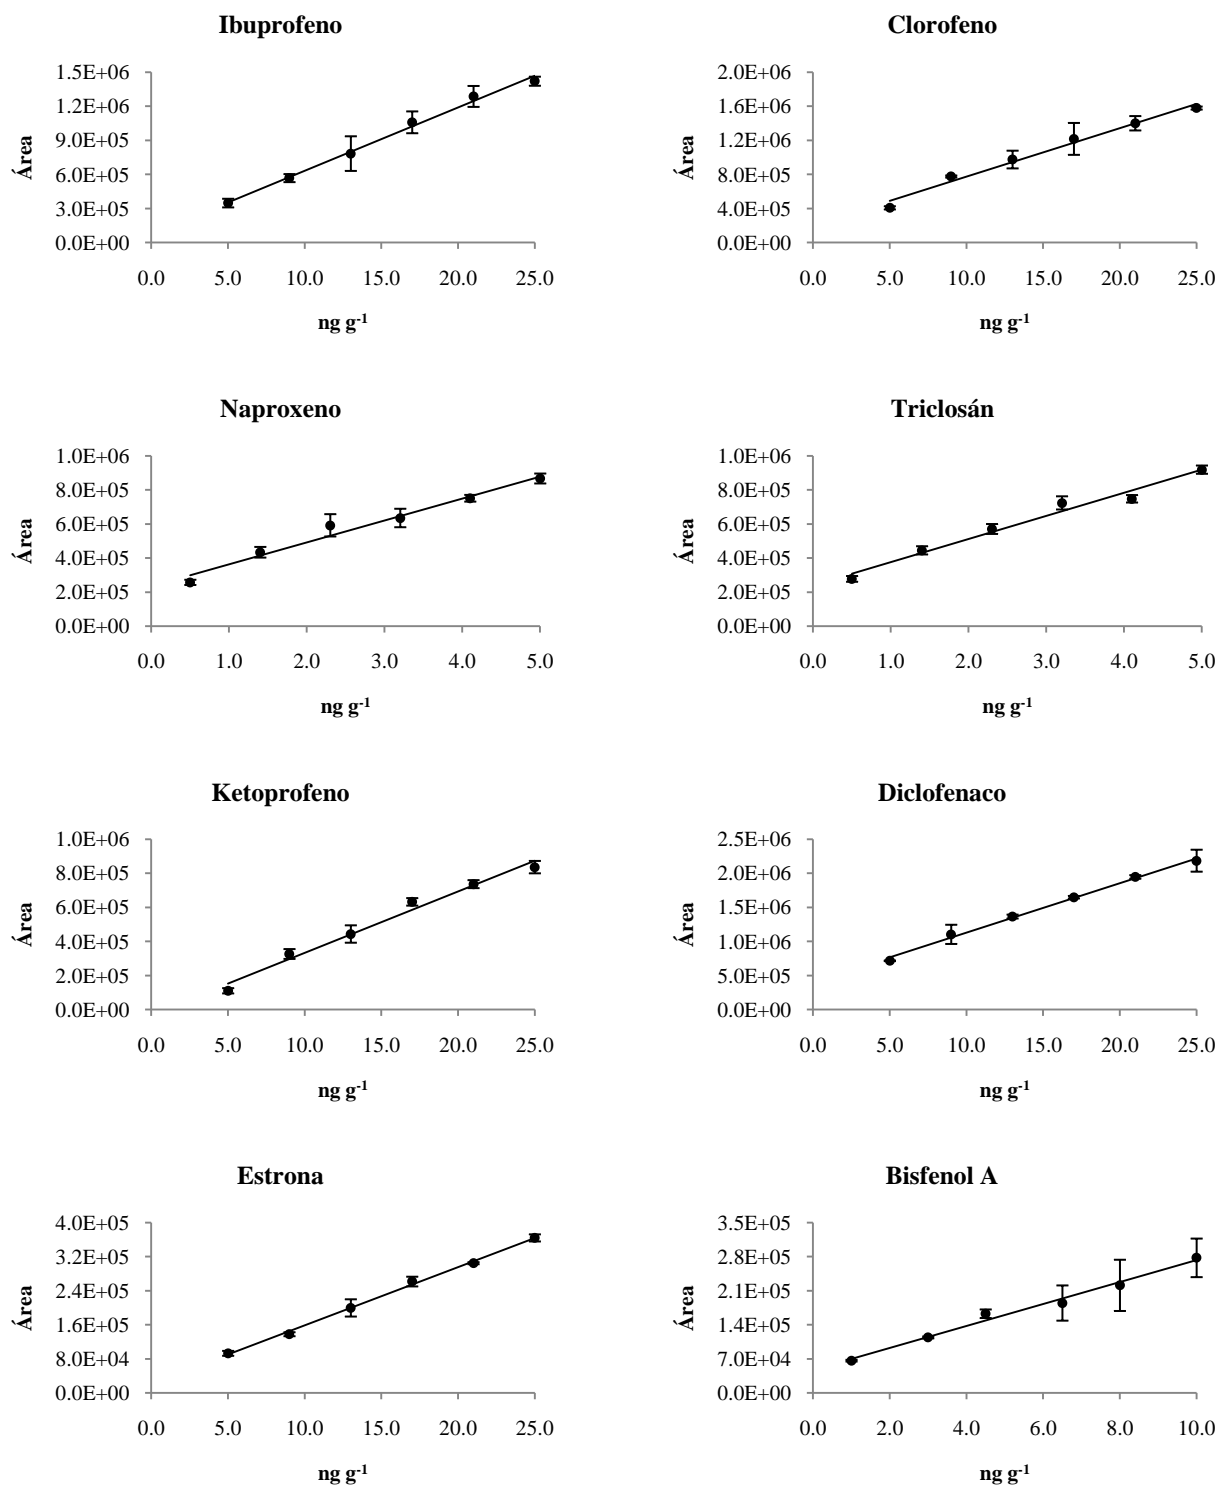 Ibuprofeno
1.5E+06
1.2E+06
9.0E+05
6.0E+05
3.0E+05
0.0E+00
Área
0.0 5.0 10.0 15.0 20.0 25.0
ng g-1
Clorofeno
2.0E+06
1.6E+06
1.2E+06
8.0E+05
4.0E+05
0.0E+00
Área
0.0 5.0 10.0 15.0 20.0 25.0
ng g-1
Naproxeno
1.0E+06
8.0E+05
6.0E+05
4.0E+05
2.0E+05
0.0E+00
Área
0.0 1.0 2.0 3.0 4.0 5.0
ng g-1
Triclosán
1.0E+06
8.0E+05
6.0E+05
4.0E+05
2.0E+05
0.0E+00
Área
0.0 1.0 2.0 3.0 4.0 5.0
ng g-1
Ketoprofeno
1.0E+06
8.0E+05
6.0E+05
4.0E+05
2.0E+05
0.0E+00
Área
0.0 5.0 10.0 15.0 20.0 25.0
ng g-1
Diclofenaco
2.5E+06
2.0E+06
1.5E+06
1.0E+06
5.0E+05
0.0E+00
Área
0.0 5.0 10.0 15.0 20.0 25.0
ng g-1
Estrona
4.0E+05
3.2E+05
2.4E+05
1.6E+05
8.0E+04
0.0E+00
Área
0.0 5.0 10.0 15.0 20.0 25.0
ng g-1
Bisfenol A
3.5E+05
2.8E+05
2.1E+05
1.4E+05
7.0E+04
0.0E+00
Área
0.0 2.0 4.0 6.0 8.0 10.0
ng g-1